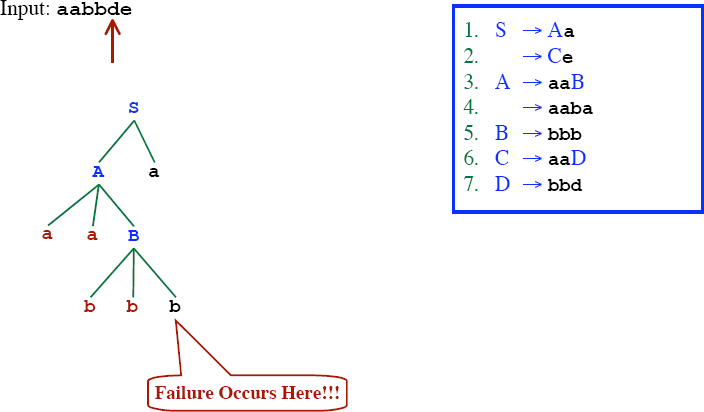 Input: aabbde
1. S → Aa
2. → Ce
3. A → aaB
4. → aaba
5. B → bbb
6. C → aaD
7. D → bbd
S
A a
a a B
b b b
Failure Occurs Here!!!